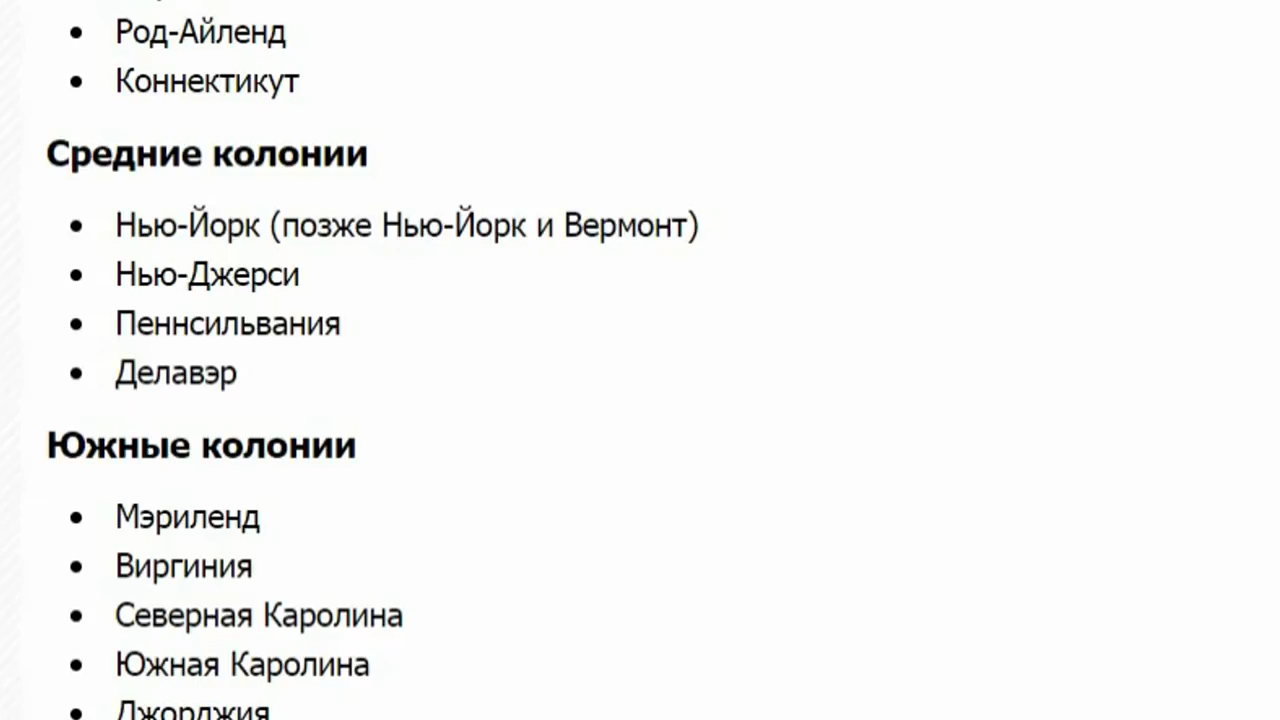 Род-Айленд
Коннектикут
Средние колонии
Нью-Йорк (позже Нью-Йорк и Вермонт)
Нью-Джерси
Пеннсильвания
Делавэр
Южные колонии
Мэриленд
Виргиния
Северная Каролина
Южная Каролина
Джорджия